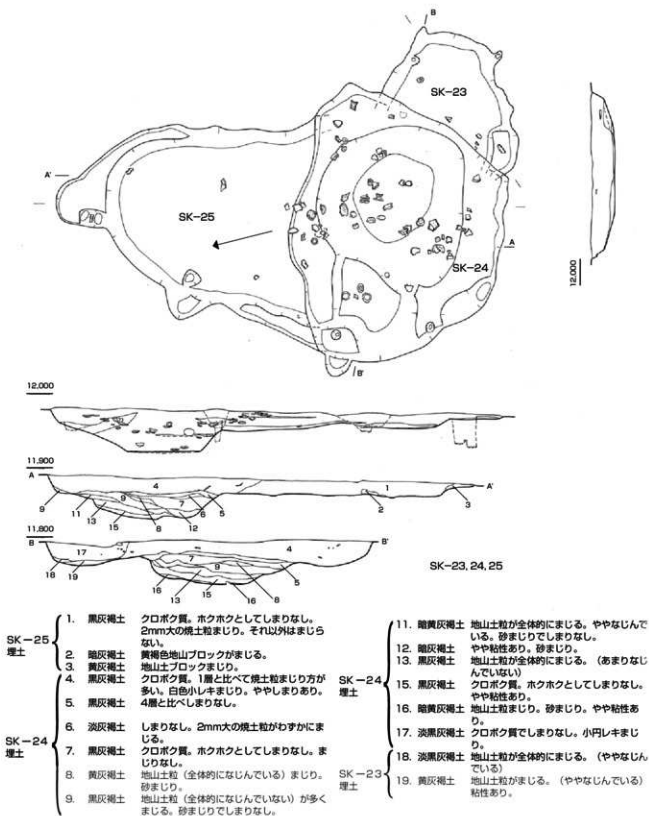 B
SK-23
A'
SK-25
A
SK-24
12,000
B'
12,000
11,900
A
4
1
A'
9
11
13
15
9
7
8
12
6
5
2
3
11,800
B
17
7
9
4
B'
18
19
16
13
15
16
8
5
SK-23, 24, 25
SK-25
埋土
1. 黒灰褐土 クロボク質。ホクホクとしてしまりなし。
2mm大の焼土粒まじり。それ以外はまじら
ない。
2. 暗灰褐土 黄褐色地山ブロックがまじる。
3. 黄灰褐土 地山土ブロックまじり。
SK-24
埋土
4. 黒灰褐土 クロボク質。1層と比べて焼土粒まじり方が
多い。白色小レキまじり。ややしまりあり。
5. 黒灰褐土 4層と比べしまりなし。
6. 淡灰褐土 しまりなし。2mm大の焼土粒がわずかにま
じる。
7. 黒灰褐土 クロボク質。ホクホクとしてしまりなし。ま
じりなし。
8. 黄灰褐土 地山土粒（全体的になじんでいる）まじり。
砂まじり。
9. 黒灰褐土 地山土粒（全体になじんでいない）が多く
まじる。砂まじりでしまりなし。
SK-24
埋土
11. 暗黄灰褐土 地山土粒が全体的にまじる。ややなじんで
いる。砂まじりでしまりなし。
12. 暗灰褐土 やや粘性あり。砂まじり。
13. 黒灰褐土 地山土粒が全体的にまじる。（あまりなじ
んでいない）
15. 黒灰褐土 クロボク質。ホクホクとしてしまりなし。
やや粘性あり。
16. 暗黄灰褐土 地山土粒まじり。砂まじり。やや粘性あ
り。
17. 淡黒灰褐土 クロボク質でしまりなし。小円レキまじ
り。
SK-23
埋土
18. 淡黒灰褐土 地山土粒が全体にまじる。（ややなじん
でいる）
19. 黄灰褐土 地山土粒がまじる。（ややなじんでいる）
粘性あり。